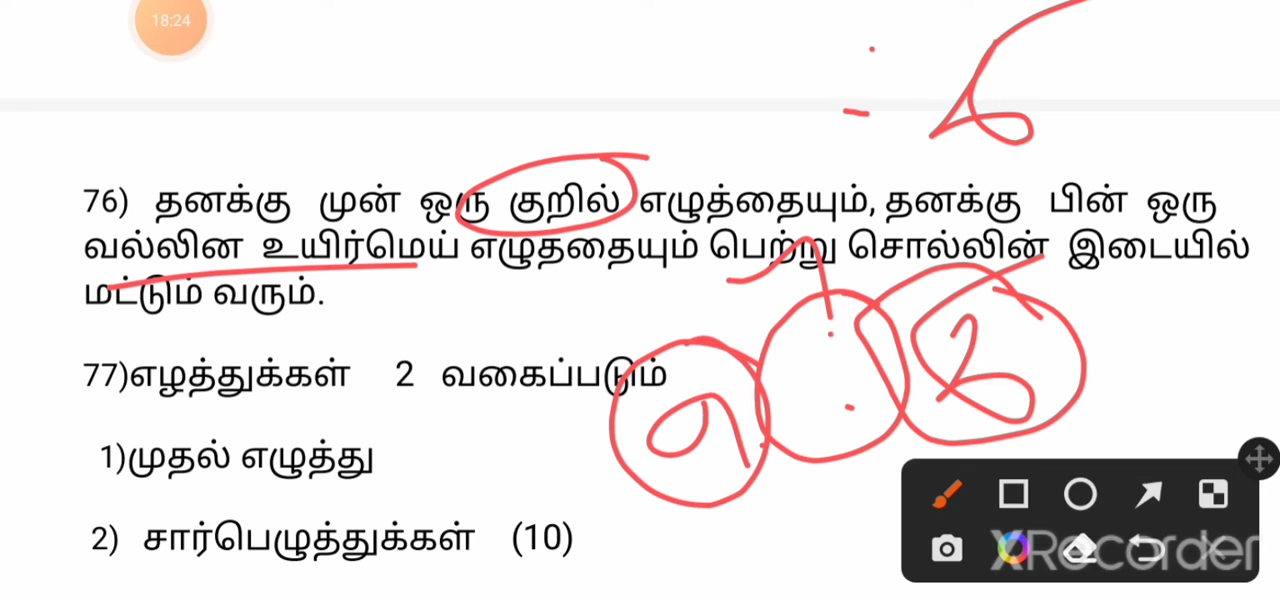 18:24
76) தனக்கு முன் ஒரு குறில் எழுத்தையும், தனக்கு பின் ஒரு
வல்லின உயிர்மெய் எழுததையும் பெற்று சொல்லின் இடையில்
மட்டும் வரும்.
77)எழத்துக்கள் 2 வகைப்படும்
1)முதல் எழுத்து
2) சார்பெழுத்துக்கள் (10)
XRecorder